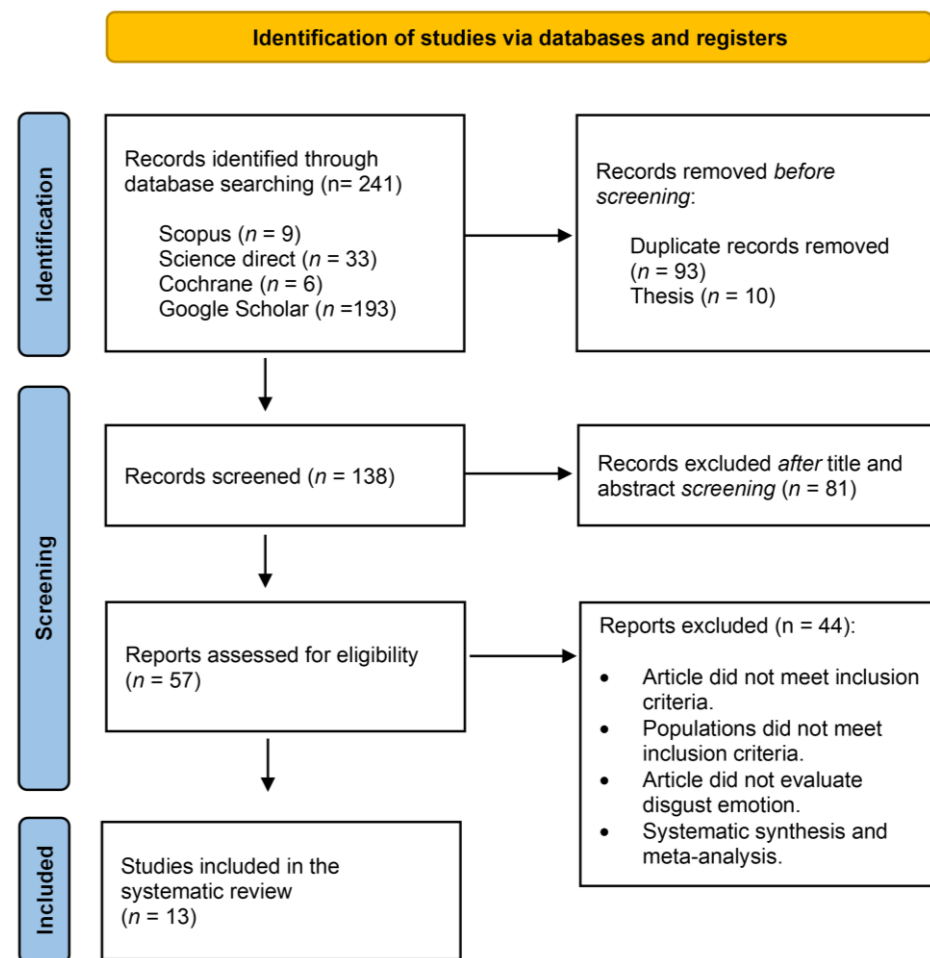 Identification of studies via databases and registers
Identification
Records identified through
database searching (n= 241)
Scopus (n = 9)
Science direct (n = 33)
Cochrane (n = 6)
Google Scholar (n =193)
Records removed before
screening:
Duplicate records removed
(n = 93)
Thesis (n = 10)
Screening
Records screened (n = 138)
Records excluded after title and
abstract screening (n = 81)
Reports assessed for eligibility
(n = 57)
Reports excluded (n = 44):
• Article did not meet inclusion
criteria.
• Populations did not meet
inclusion criteria.
• Article did not evaluate
disgust emotion.
• Systematic synthesis and
meta-analysis.
Included
Studies included in the
systematic review
(n = 13)